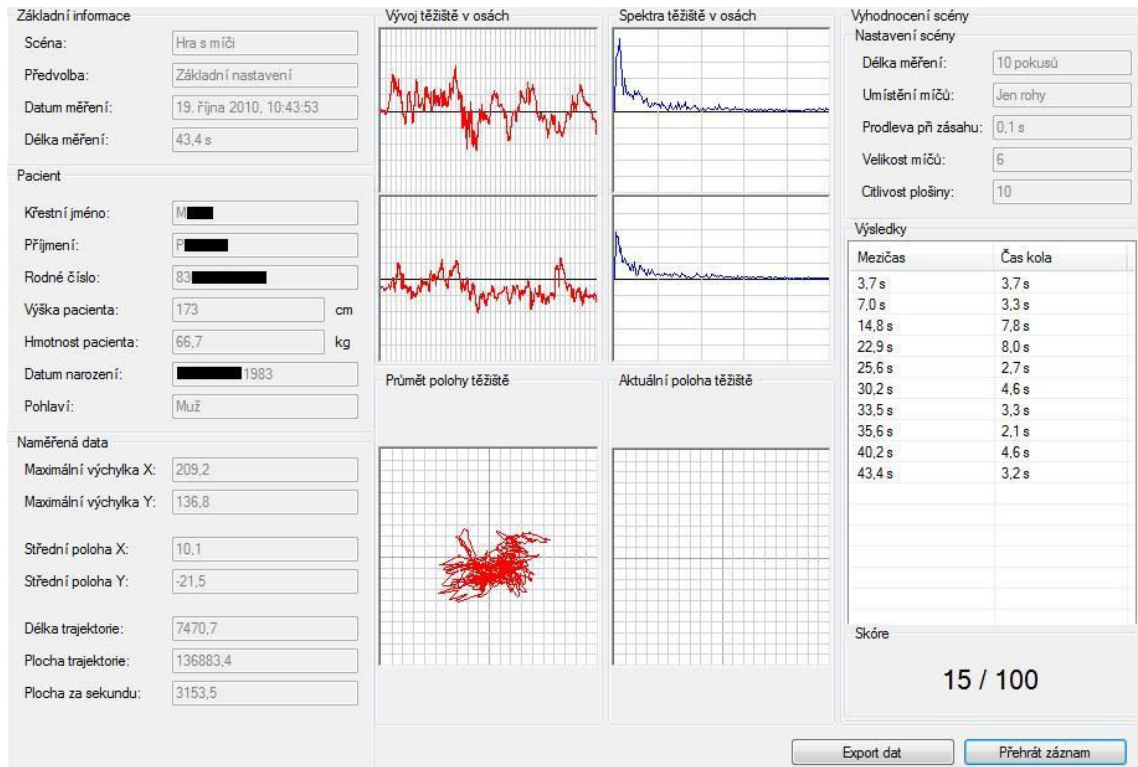 Základní informace
Scéna: Hra s míči
Předvolba: Základní nastavení
Datum měření: 19. října 2010, 10:43:53
Délka měření: 43,4 s
Pacient
Křestní jméno: M
Příjmení: P
Rodné číslo: 83
Výška pacienta: 173 cm
Hmotnost pacienta: 66,7 kg
Datum narození: 1983
Pohlaví: Muž
Naměřená data
Maximální výchylka X: 209,2
Maximální výchylka Y: 136,8
Střední poloha X: 10,1
Střední poloha Y: -21,5
Délka trajektorie: 7470,7
Plocha trajektorie: 136883,4
Plocha za sekundu: 3153,5
Vývoj těžiště v osách
Spektra těžiště v osách
Průmět polohy těžiště
Aktuální poloha těžiště
Vyhodnocení scény
Nastavení scény
Délka měření: 10 pokusů
Umístění míčů: Jen rohy
Prodleva při zásahu: 0,1 s
Velikost míčů: 6
Citlivost plošiny: 10
Výsledky
Mezičas Čas kola
3,7 s 3,7 s
7,0 s 3,3 s
14,8 s 7,8 s
22,9 s 8,0 s
25,6 s 2,7 s
30,2 s 4,6 s
33,5 s 3,3 s
35,6 s 2,1 s
40,2 s 4,6 s
43,4 s 3,2 s
Skóre
15 / 100
Export dat
Přehrát záznam